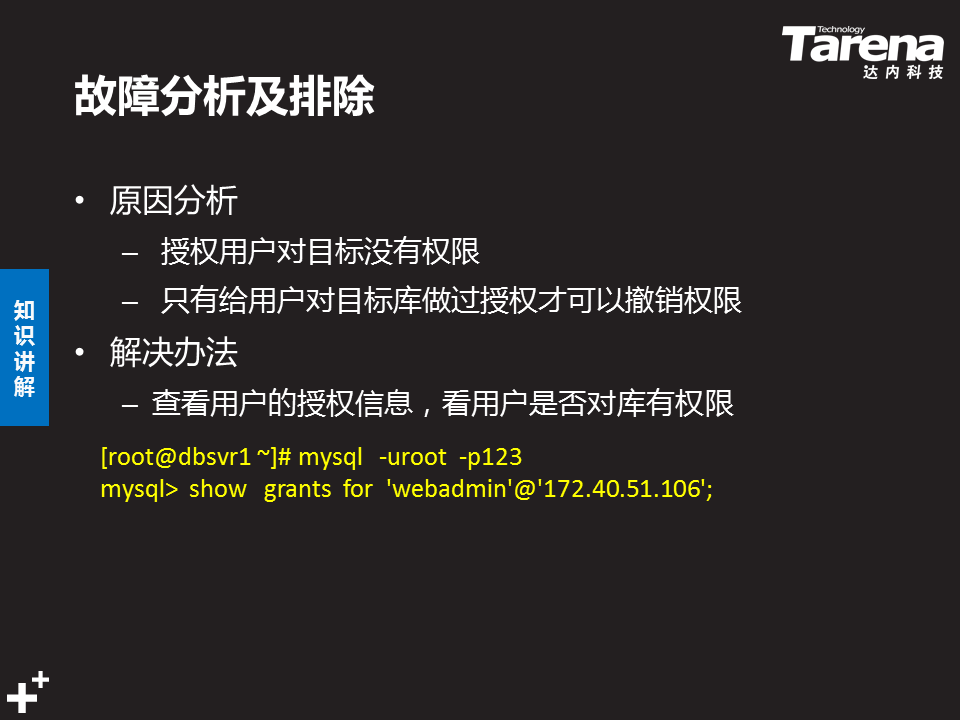 Technology
Tarena
达内科技
故障分析及排除
• 原因分析
– 授权用户对目标没有权限
– 只有给用户对目标库做过授权才可以撤销权限
• 解决办法
– 查看用户的授权信息，看用户是否对库有权限
[root@dbsvr1 ~]# mysql -uroot -p123
mysql> show grants for 'webadmin'@'172.40.51.106';
知
识
讲
解